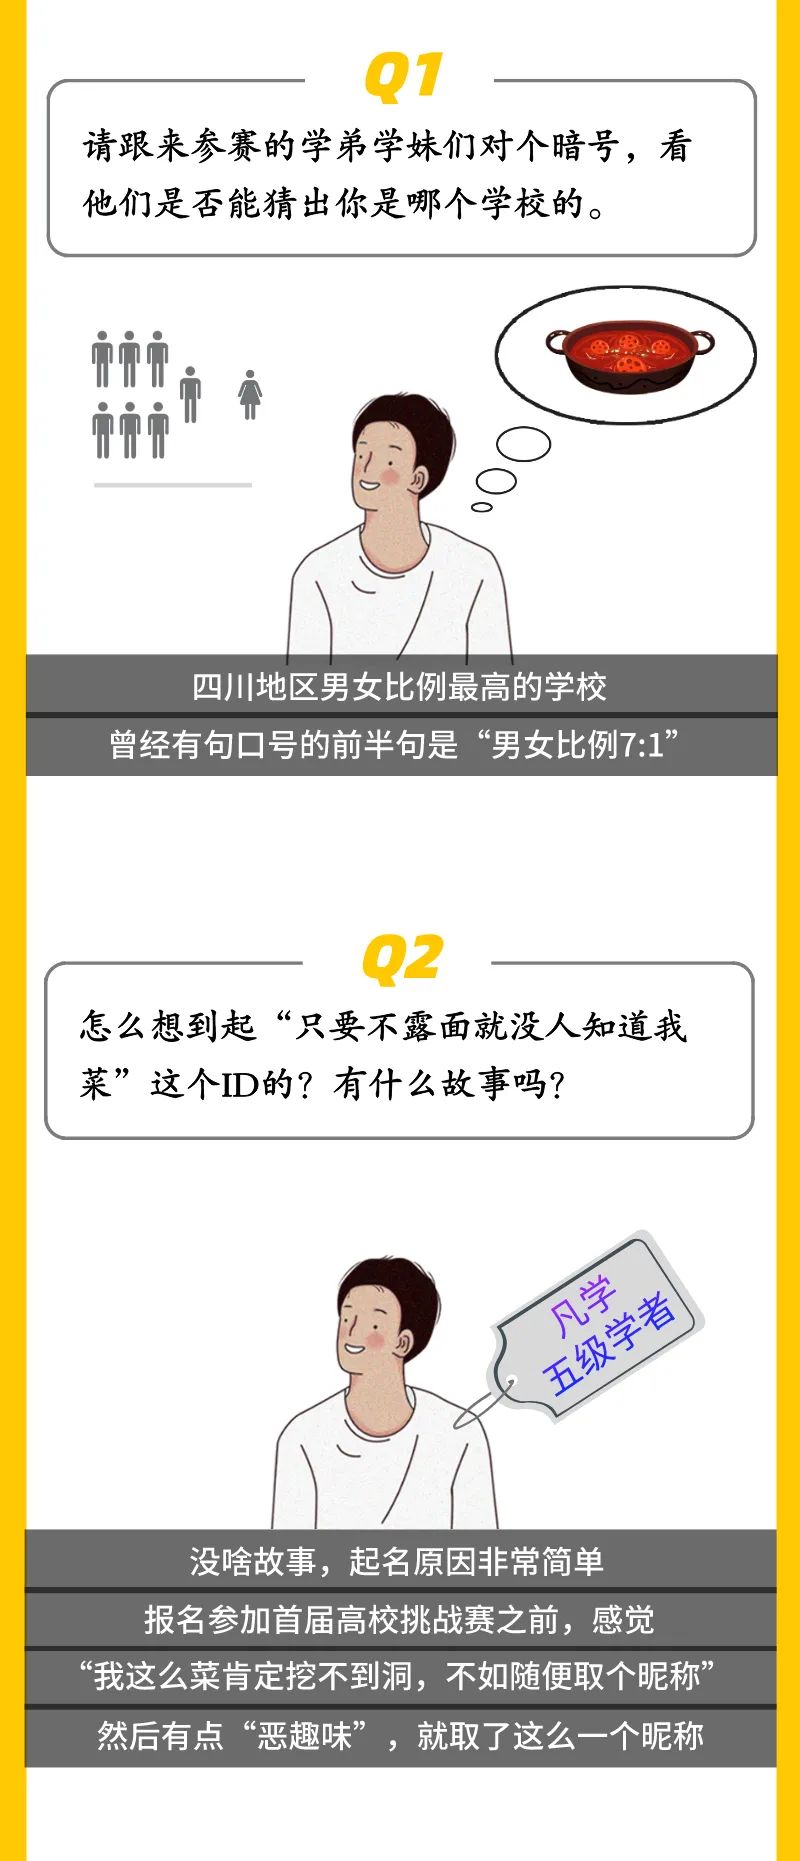 Q1
请跟来参赛的学弟学妹们对个暗号，看
他们是否能猜出你是哪个学校的。
四川地区男女比例最高的学校
曾经有句口号的前半句是“男女比例7:1”
Q2
怎么想到起“只要不露面就没人知道我
菜”这个ID的？有什么故事吗？
凡学
五级学者
没啥故事，起名原因非常简单
报名参加首届高校挑战赛之前，感觉
“我这么菜肯定挖不到洞，不如随便取个昵称”
然后有点“恶趣味”，就取了这么一个昵称